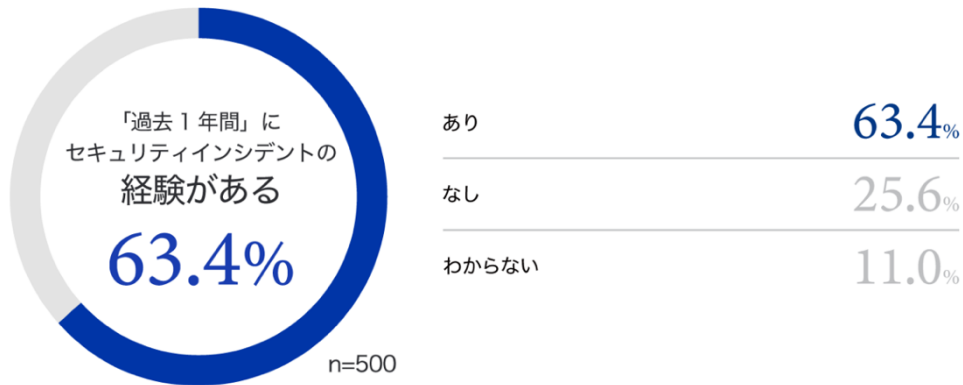 「過去1年間」に
セキュリティインシデントの
経験がある
63.4%
n=500
あり 63.4%
なし 25.6%
わからない 11.0%